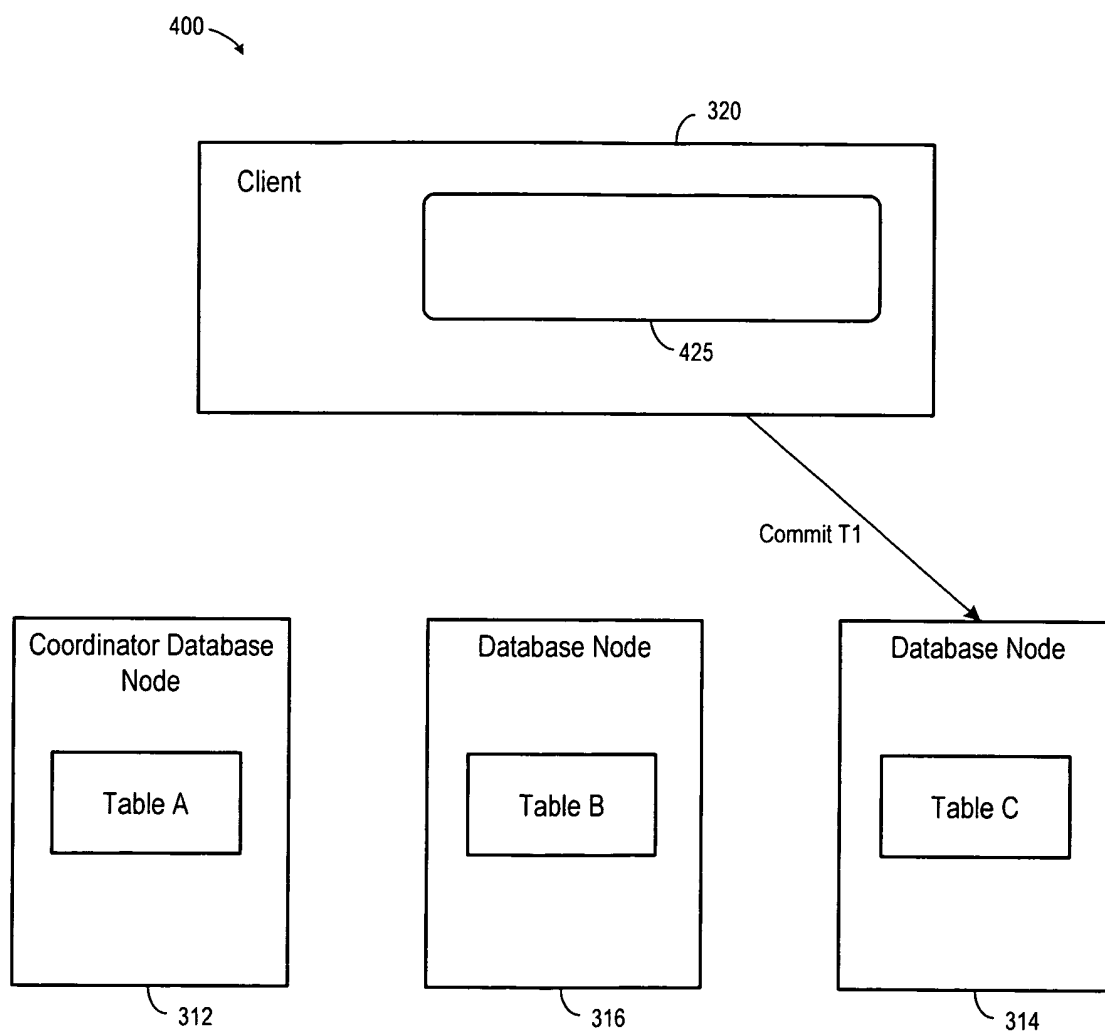 400
320
Client
425
Commit T1
Coordinator Database
Node
Database Node
Database Node
Table A
Table B
Table C
312
316
314